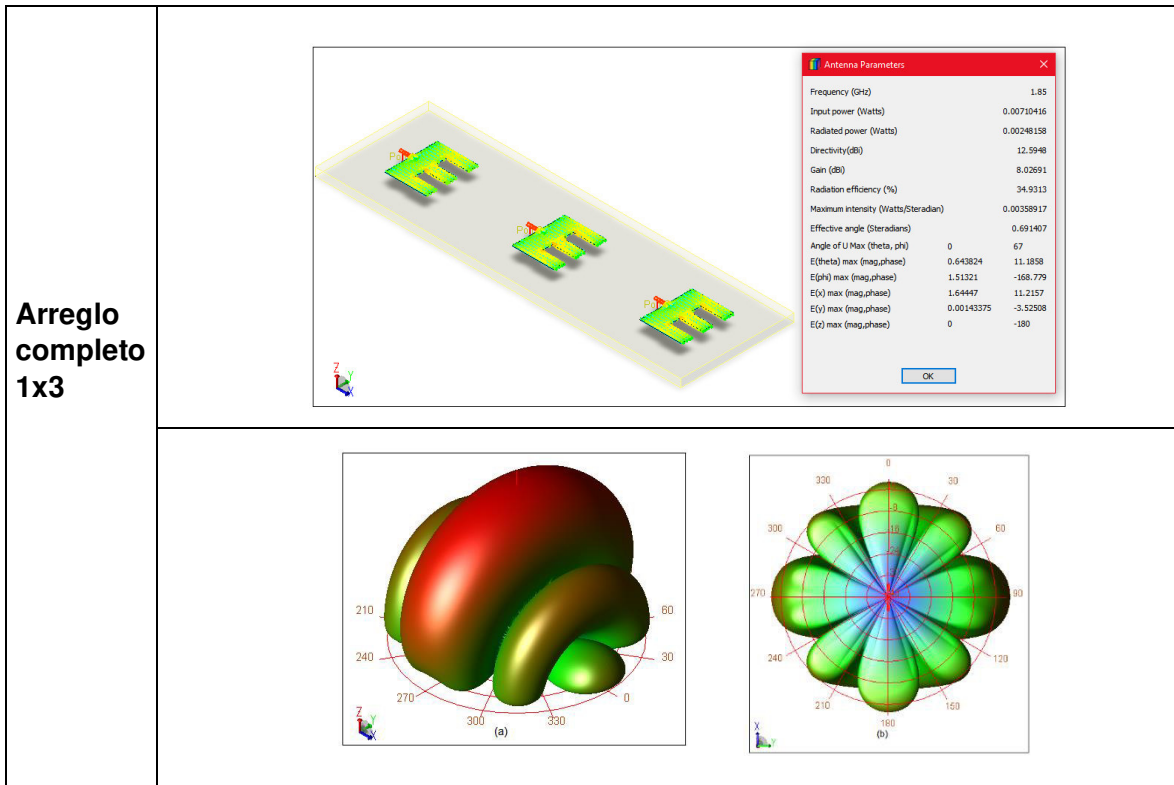 Arreglo
completo
1x3
Antenna Parameters
Frequency (GHz) 1.85
Input power (Watts) 0.00710416
Radiated power (Watts) 0.00248158
Directivity(dBi) 12.5948
Gain (dBi) 8.02691
Radiation efficiency (%) 34.9313
Maximum intensity (Watts/Steradian) 0.00358917
Effective angle (Steradians) 0.691407
Angle of U Max (theta, phi) 0 67
E(theta) max (mag,phase) 0.643824 11.1858
E(phi) max (mag,phase) 1.51321 -168.779
E(x) max (mag,phase) 1.64447 11.2157
E(y) max (mag,phase) 0.00143375 -3.52508
E(z) max (mag,phase) 0 -180
OK
Z
Y
X
210
240
270
300
330
0
30
60
Z
Y
X
(a)
0
30
60
90
120
150
180
210
240
270
300
330
X
Y
(b)